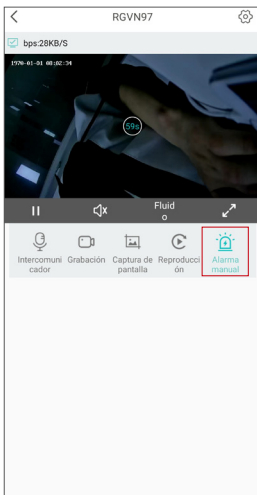 RGVN97
bps:28KB/S
1970-01-01 08:02:34
59s
Fluid
o
Intercomuni
cador
Grabación
Captura de
pantalla
Reproducci
ón
Alarma
manual